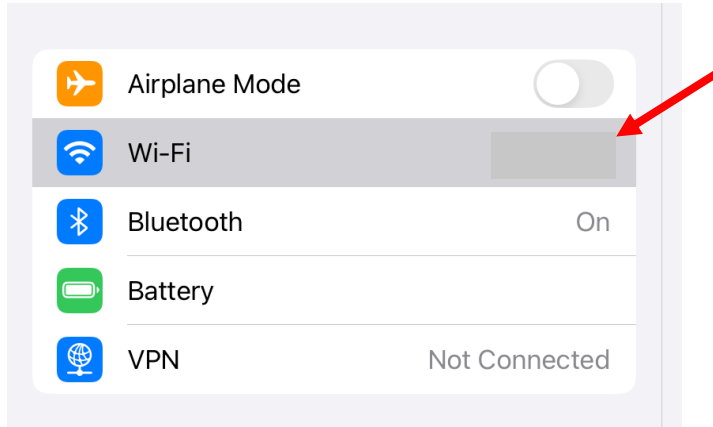 Airplane Mode
Wi-Fi
Bluetooth On
Battery
VPN Not Connected